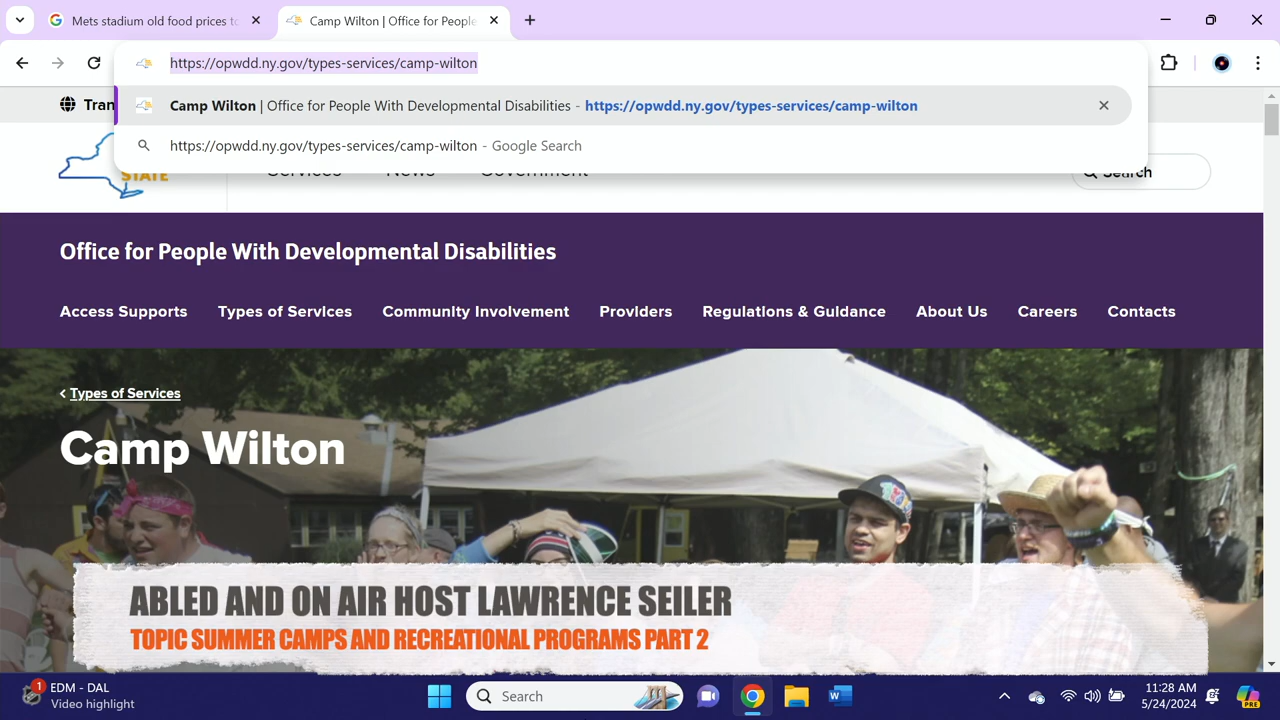 Mets stadium old food prices to
Camp Wilton | Office for People
https://opwdd.ny.gov/types-services/camp-wilton
Camp Wilton | Office for People With Developmental Disabilities - https://opwdd.ny.gov/types-services/camp-wilton
https://opwdd.ny.gov/types-services/camp-wilton - Google Search
Tran
STATE
Services News Government
Search
Office for People With Developmental Disabilities
Access Supports Types of Services Community Involvement Providers Regulations & Guidance About Us Careers Contacts
< Types of Services
Camp Wilton
ABLED AND ON AIR HOST LAWRENCE SEILER
TOPIC SUMMER CAMPS AND RECREATIONAL PROGRAMS PART 2
1
EDM - DAL
Video highlight
Search
W
11:28 AM
5/24/2024
PRE